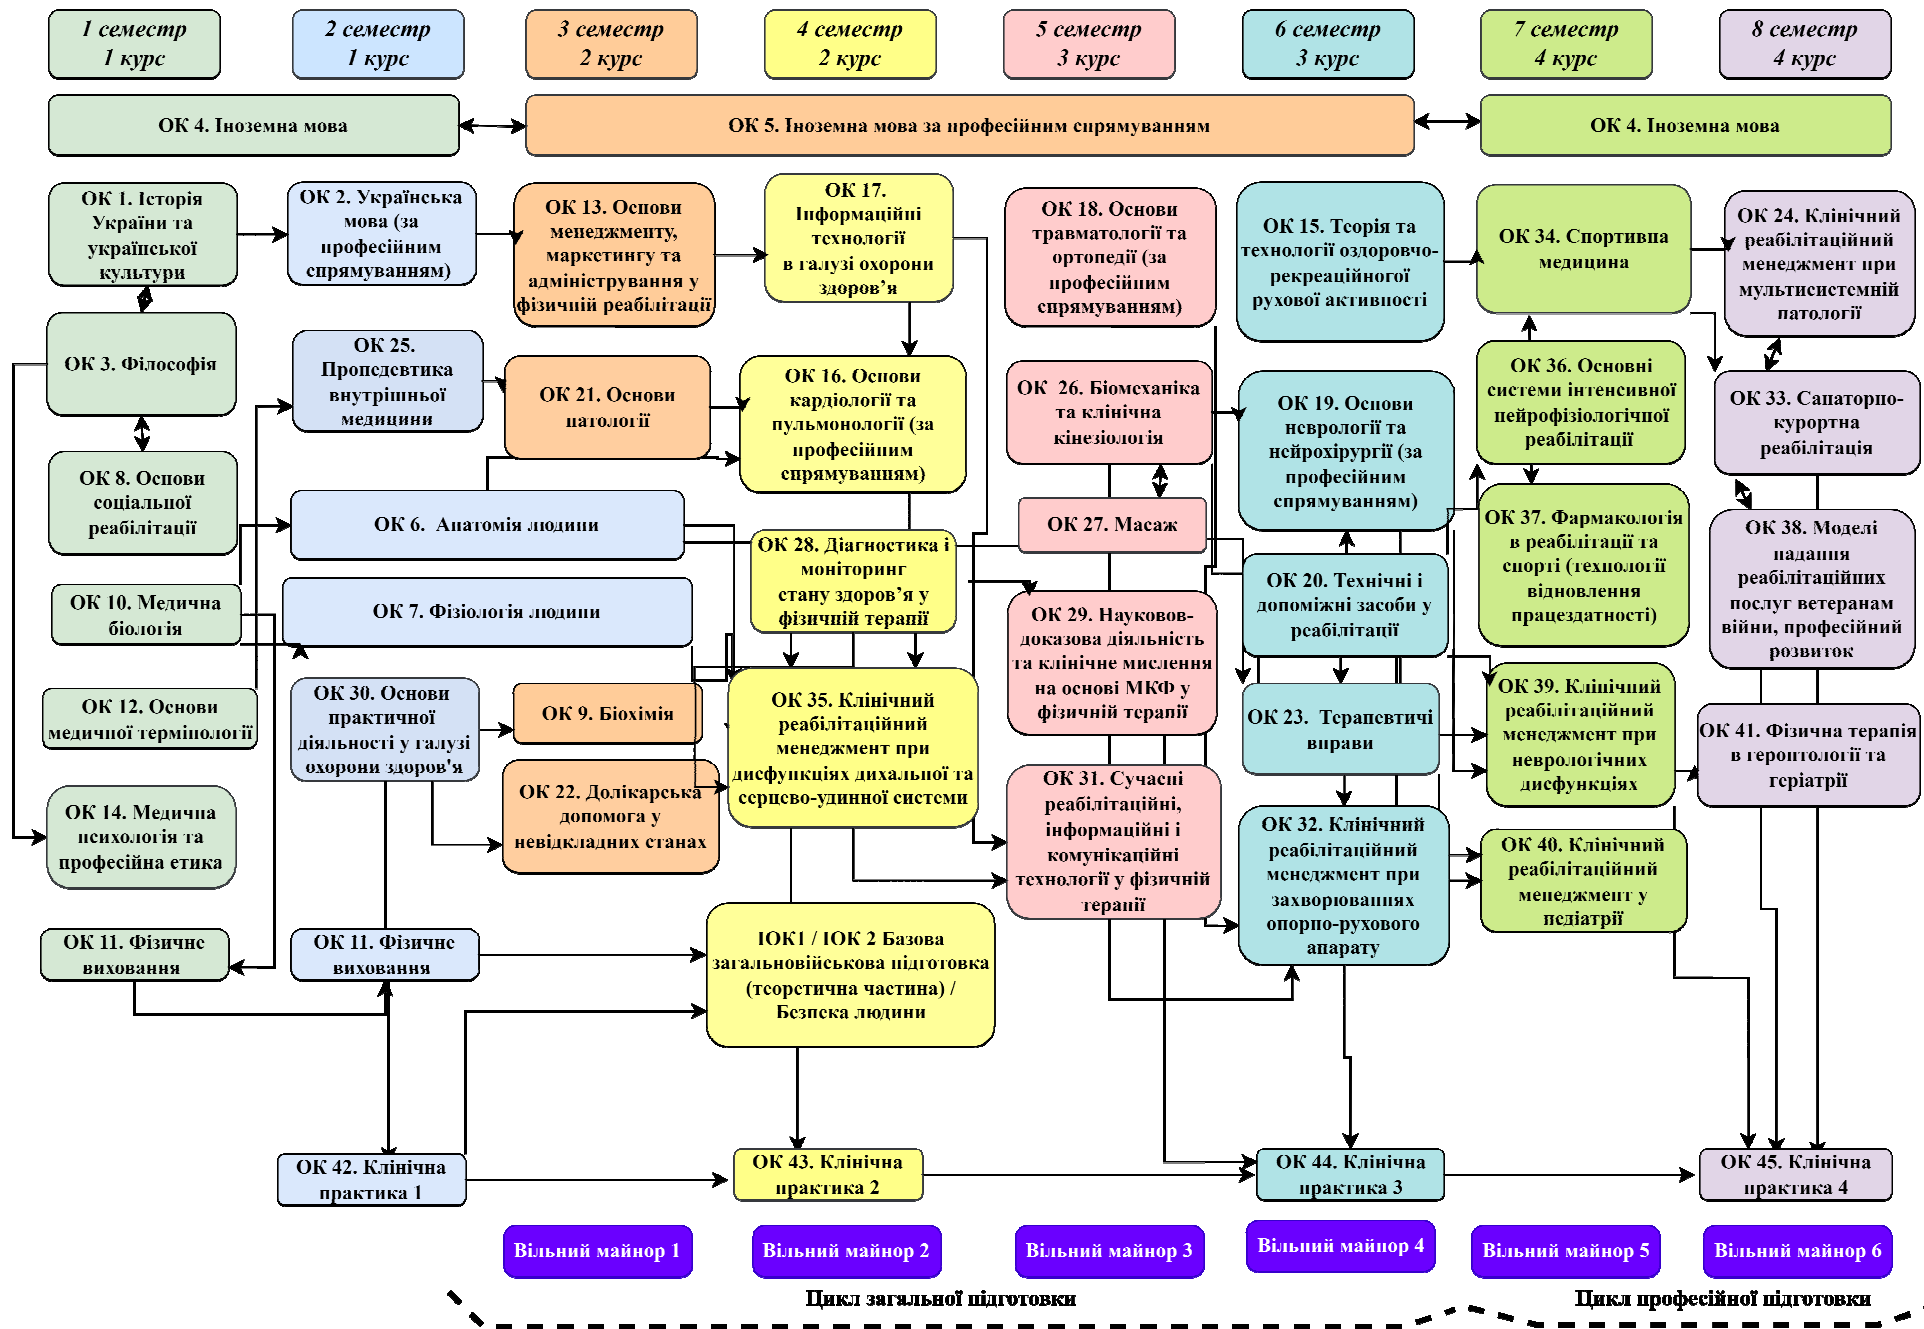 1 семестр
1 курс
2 семестр
1 курс
3 семестр
2 курс
4 семестр
2 курс
5 семестр
3 курс
6 семестр
3 курс
7 семестр
4 курс
8 семестр
4 курс
ОК 4. Іноземна мова
ОК 5. Іноземна мова за професійним спрямуванням
ОК 4. Іноземна мова
ОК 1. Історія
України та
української
культури
ОК 3. Філософія
ОК 8. Основи
соціальної
реабілітації
ОК 10. Медична
біологія
ОК 12. Основи
медичної термінології
ОК 14. Медична
психологія та
професійна етика
ОК 11. Фізичне
виховання
ОК 2. Українська
мова (за
професійним
спрямуванням)
ОК 25.
Пропедевтика
внутрішньої
медицини
ОК 6. Анатомія людини
ОК 7. Фізіологія людини
ОК 30. Основи
практичної
діяльності у галузі
охорони здоров'я
ОК 11. Фізичне
виховання
ОК 42. Клінічна
практика 1
ОК 13. Основи
менеджменту,
маркетингу та
адміністрування у
фізичній реабілітації
ОК 21. Основи
патології
ОК 9. Біохімія
ОК 22. Долікарська
допомога у
невідкладних станах
ОК 17.
Інформаційні
технології
в галузі охорони
здоров’я
ОК 16. Основи
кардіології та
пульмонології (за
професійним
спрямуванням)
ОК 28. Діагностика і
моніторинг
стану здоров’я у
фізичній терапії
ОК 35. Клінічний
реабілітаційний
менеджмент при
дисфункціях дихальної та
серцево-удинної системи
ІОК1 / ІОК 2 Базова
загальновійськова підготовка
(теоретична частина) /
Безпека людини
ОК 43. Клінічна
практика 2
ОК 18. Основи
травматології та
ортопедії (за
професійним
спрямуванням)
ОК 26. Біомеханіка
та клінічна
кінезіологія
ОК 27. Масаж
ОК 29. Науковов-
доказова діяльність
та клінічне мислення
на основі МКФ у
фізичній терапії
ОК 31. Сучасні
реабілітаційні,
інформаційні і
комунікаційні
технології у фізичній
терапії
ОК 15. Теорія та
технології оздоровчо-
рекреаційного
рухової активності
ОК 19. Основи
неврології та
нейрохірургії (за
професійним
спрямуванням)
ОК 20. Технічні і
допоміжні засоби у
реабілітації
ОК 23. Терапевтичі
вправи
ОК 32. Клінічний
реабілітаційний
менеджмент при
захворюваннях
опорно-рухового
апарату
ОК 44. Клінічна
практика 3
ОК 34. Спортивна
медицина
ОК 36. Основні
системи інтенсивної
нейрофізіологічної
реабілітації
ОК 37. Фармакологія
в реабілітації та
спорті (технології
відновлення
працездатності)
ОК 39. Клінічний
реабілітаційний
менеджмент при
неврологічних
дисфункціях
ОК 40. Клінічний
реабілітаційний
менеджмент у
педіатрії
ОК 24. Клінічний
реабілітаційний
менеджмент при
мультисистемній
патології
ОК 33. Санаторно-
курортна
реабілітація
ОК 38. Моделі
надання
реабілітаційних
послуг ветеранам
війни, професійний
розвиток
ОК 41. Фізична терапія
в геронтології та
геріатрії
ОК 45. Клінічна
практика 4
Вільний майнор 1
Вільний майнор 2
Вільний майнор 3
Вільний майнор 4
Вільний майнор 5
Вільний майнор 6
Цикл загальної підготовки
Цикл професійної підготовки